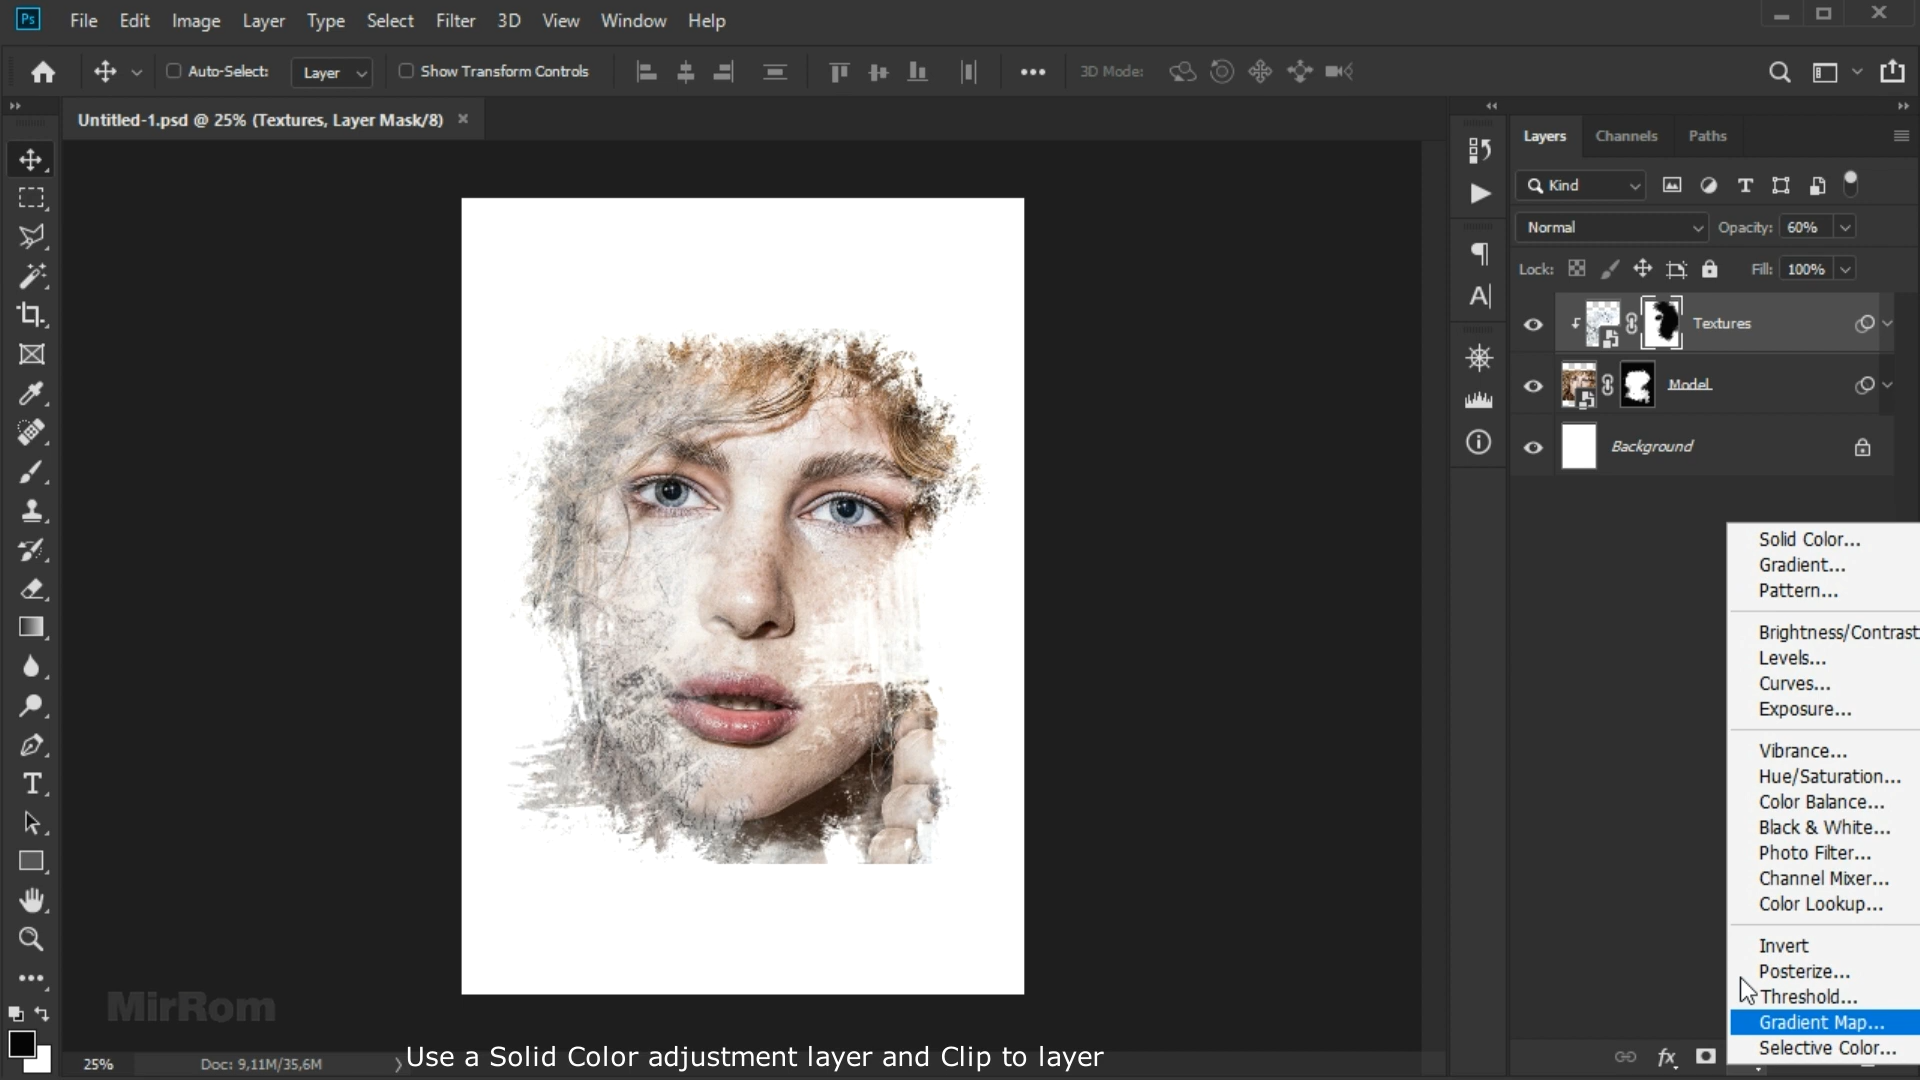 Ps File Edit Image Layer Type Select Filter 3D View Window Help
Auto-Select: Layer Show Transform Controls 3D Mode:
Untitled-1.psd @ 25% (Textures, Layer Mask/8)
Layers Channels Paths
Kind
Normal Opacity: 60%
Lock: Fill: 100%
Textures
Model
Background
Solid Color...
Gradient...
Pattern...
Brightness/Contrast
Levels...
Curves...
Exposure...
Vibrance...
Hue/Saturation...
Color Balance...
Black & White...
Photo Filter...
Channel Mixer...
Color Lookup...
Invert
Posterize...
Threshold...
Gradient Map...
Selective Color...
MirRom
25% Doc: 9,11M/35,6M
Use a Solid Color adjustment layer and Clip to layer
fx